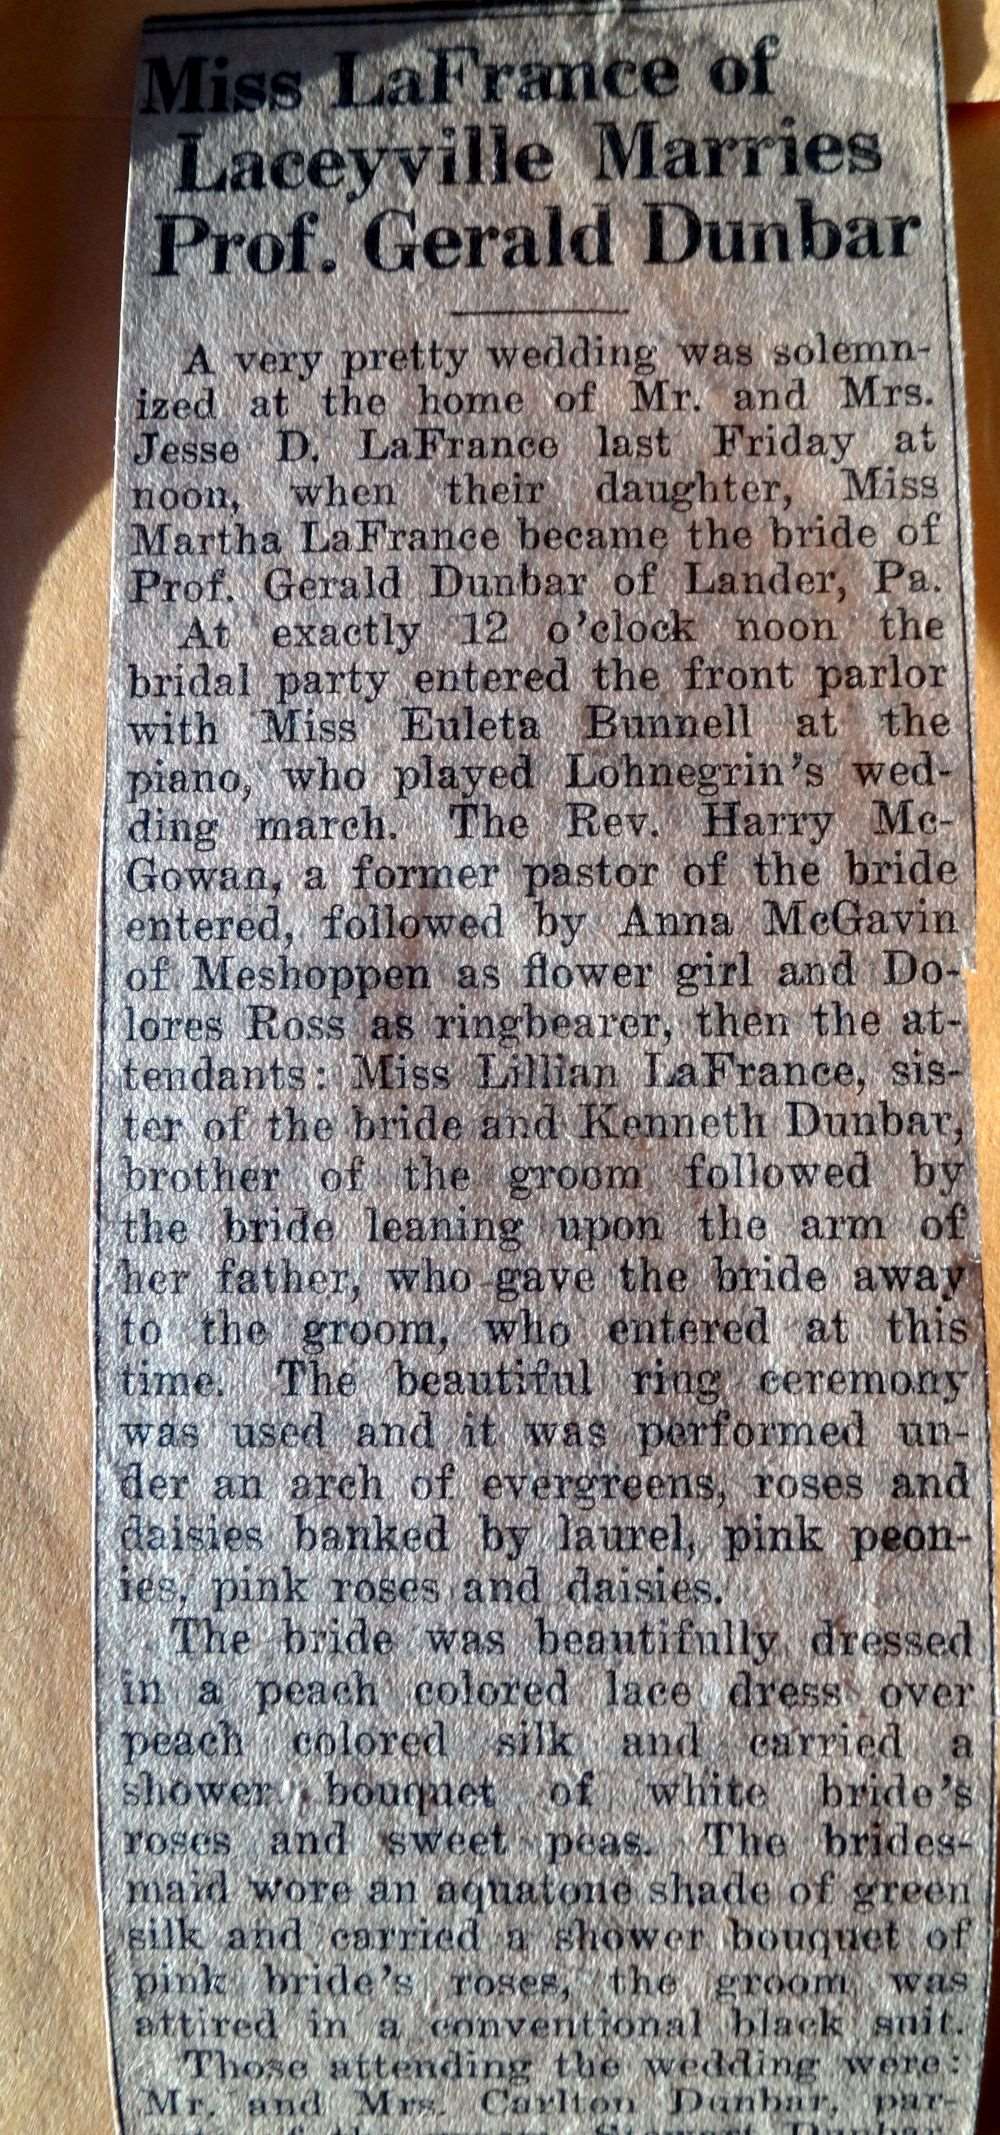 Miss LaFrance of
Laceyville Marries
Prof. Gerald Dunbar
A very pretty wedding was solemn-
ized at the home of Mr. and Mrs.
Jesse D. LaFrance last Friday at
noon, when their daughter, Miss
Martha LaFrance became the bride of
Prof. Gerald Dunbar of Lander, Pa.
At exactly 12 o'clock noon the
bridal party entered the front parlor
with Miss Euleta Bunnell at the
piano, who played Lohnegrin's wed-
ding march. The Rev. Harry Mc-
Gowan, a former pastor of the bride
entered, followed by Anna McGavin
of Meshoppen as flower girl and Do-
lores Ross as ringbearer, then the at-
tendants: Miss Lillian LaFrance, sis-
ter of the bride and Kenneth Dunbar,
brother of the groom followed by
the bride leaning upon the arm of
her father, who gave the bride away
to the groom, who entered at this
time. The beautiful ring ceremony
was used and it was performed un-
der an arch of evergreens, roses and
daisies banked by laurel, pink peon-
ies, pink roses and daisies.
The bride was beautifully dressed
in a peach colored lace dress over
peach colored silk and carried a
shower bouquet of white bride's
roses and sweet peas. The brides-
maid wore an aquatone shade of green
silk and carried a shower bouquet of
pink bride's roses, the groom was
attired in a conventional black suit.
Those attending the wedding were:
Mr. and Mrs. Carlton Dunbar, par-